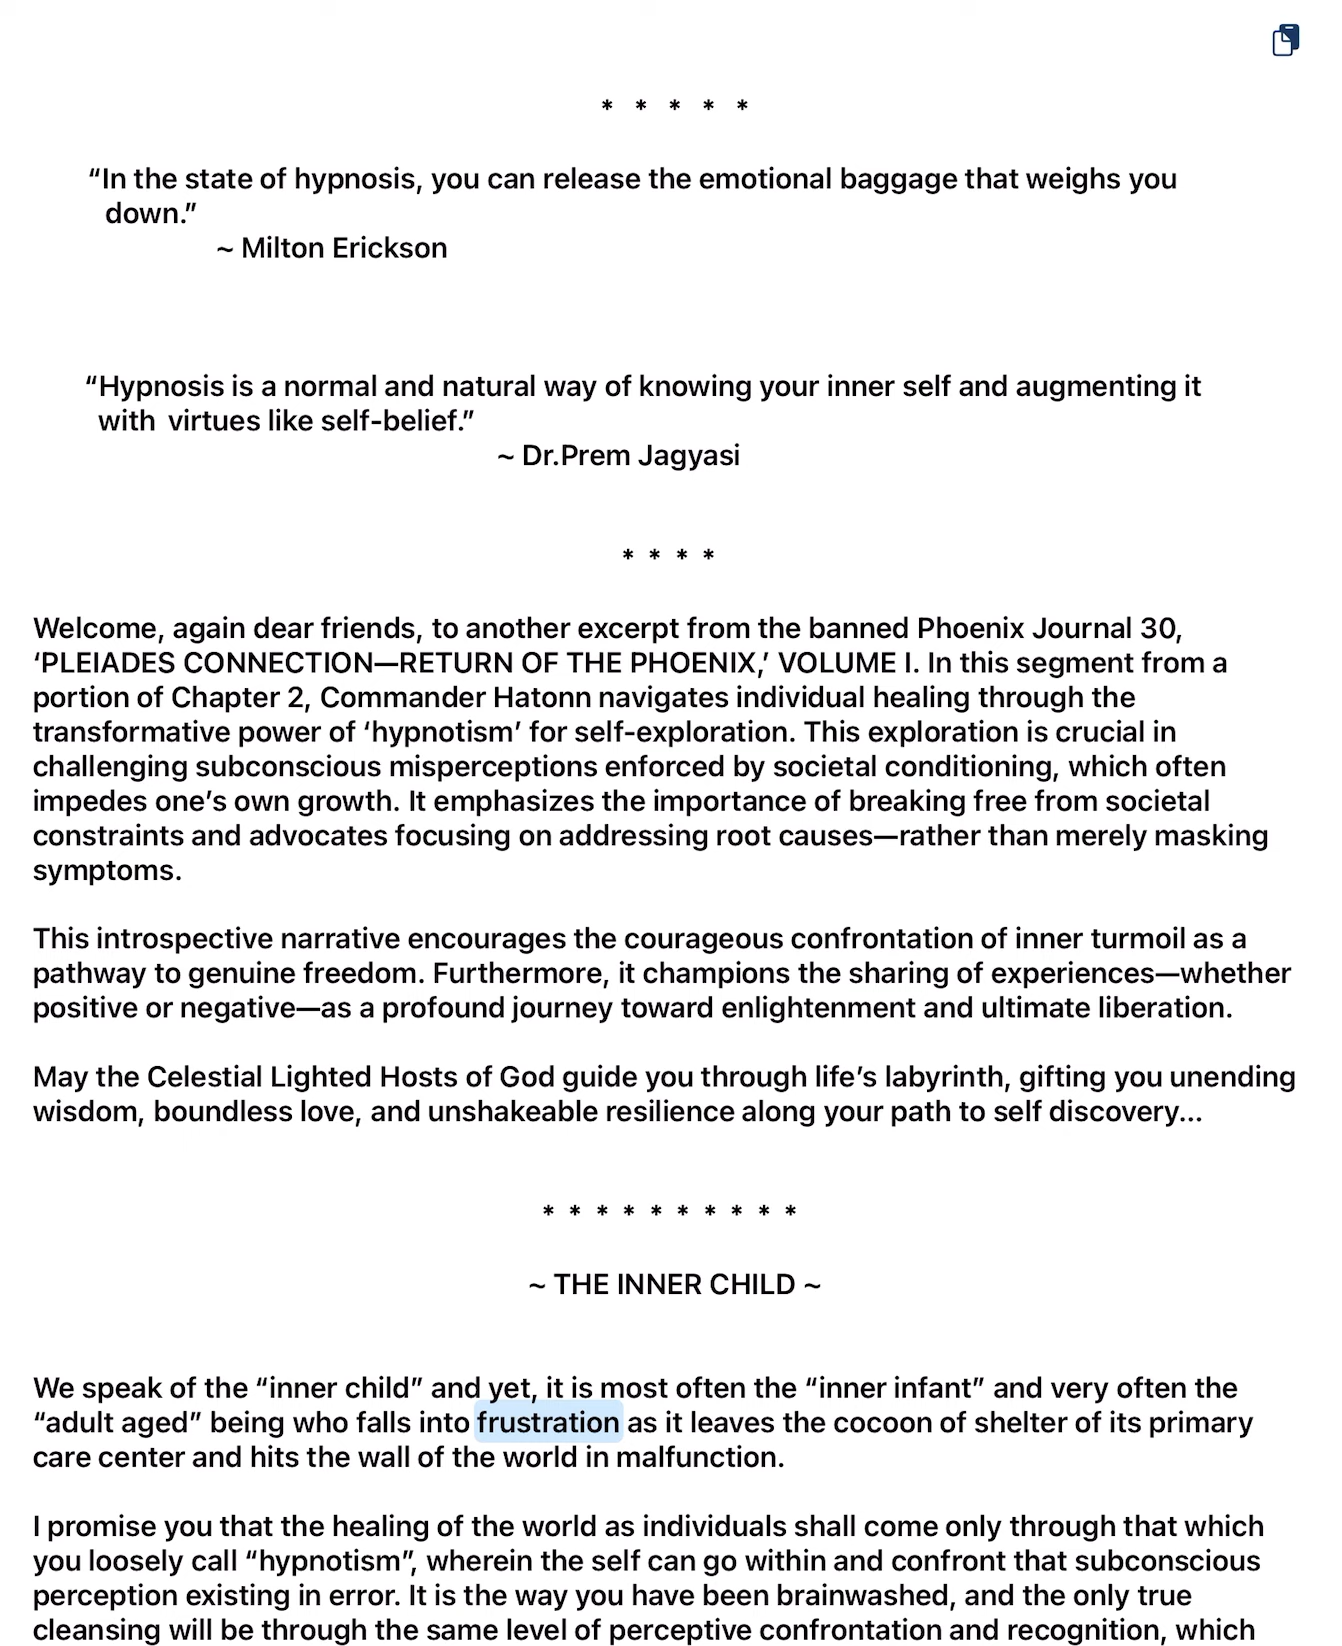 * * * * *
“In the state of hypnosis, you can release the emotional baggage that weighs you
down.”
~ Milton Erickson
“Hypnosis is a normal and natural way of knowing your inner self and augmenting it
with  virtues like self-belief.”
~ Dr.Prem Jagyasi
* * * *
Welcome, again dear friends, to another excerpt from the banned Phoenix Journal 30,
‘PLEIADES CONNECTION—RETURN OF THE PHOENIX,’ VOLUME I. In this segment from a
portion of Chapter 2, Commander Hatonn navigates individual healing through the
transformative power of ‘hypnotism’ for self-exploration. This exploration is crucial in
challenging subconscious misperceptions enforced by societal conditioning, which often
impedes one’s own growth. It emphasizes the importance of breaking free from societal
constraints and advocates focusing on addressing root causes—rather than merely masking
symptoms.
This introspective narrative encourages the courageous confrontation of inner turmoil as a
pathway to genuine freedom. Furthermore, it champions the sharing of experiences—whether
positive or negative—as a profound journey toward enlightenment and ultimate liberation.
May the Celestial Lighted Hosts of God guide you through life’s labyrinth, gifting you unending
wisdom, boundless love, and unshakeable resilience along your path to self discovery...
* * * * * * * * * *
~ THE INNER CHILD ~
We speak of the “inner child” and yet, it is most often the “inner infant” and very often the
“adult aged” being who falls into frustration as it leaves the cocoon of shelter of its primary
care center and hits the wall of the world in malfunction.
I promise you that the healing of the world as individuals shall come only through that which
you loosely call “hypnotism”, wherein the self can go within and confront that subconscious
perception existing in error. It is the way you have been brainwashed, and the only true
cleansing will be through the same level of perceptive confrontation and recognition, which